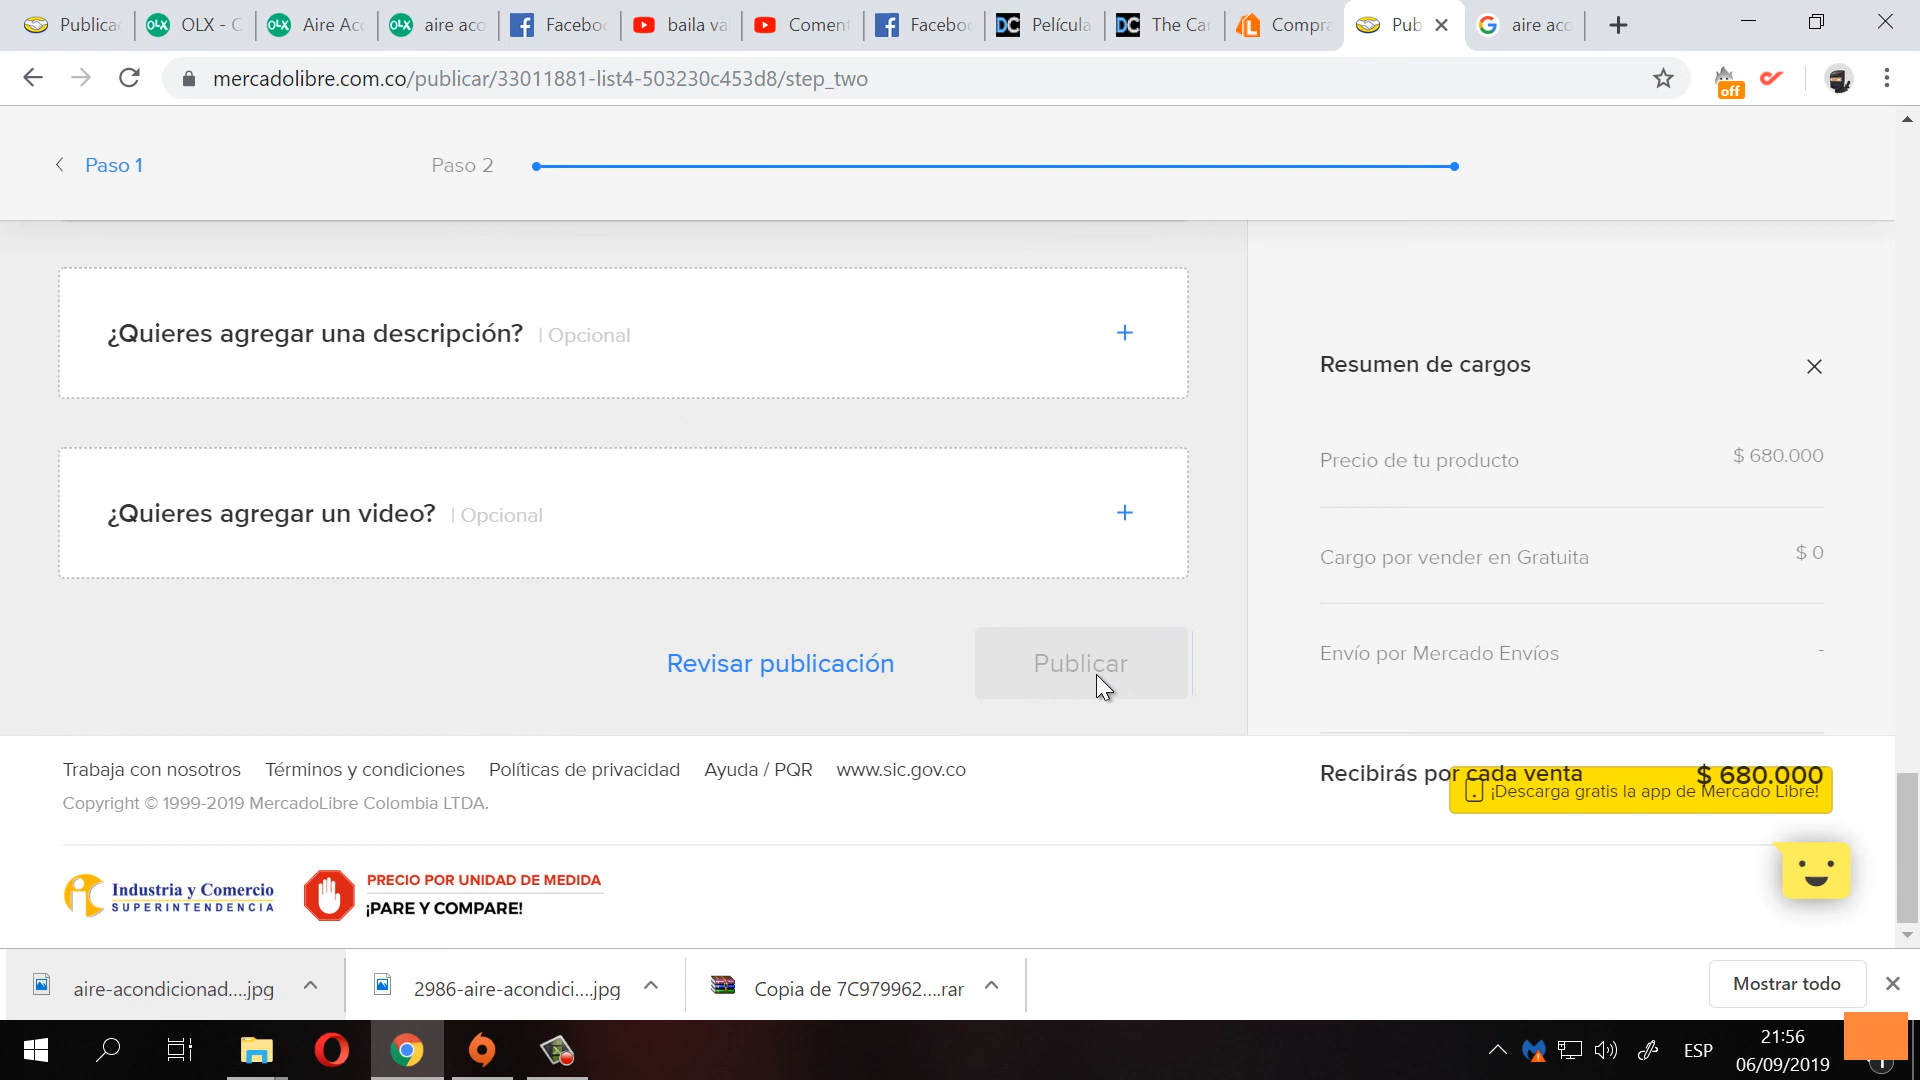 Publicac
OLX - C
Aire Acc
aire aco
Faceboo
baila va
Coment
Faceboo
Película
The Car
Compra
Pub
aire aco
mercadolibre.com.co/publicar/33011881-list4-503230c453d8/step_two
off
Paso 1
Paso 2
¿Quieres agregar una descripción? | Opcional
¿Quieres agregar un video? | Opcional
Revisar publicación
Publicar
Resumen de cargos
Precio de tu producto $ 680.000
Cargo por vender en Gratuita $ 0
Envío por Mercado Envíos -
Recibirás por cada venta $ 680.000
¡Descarga gratis la app de Mercado Libre!
Trabaja con nosotros Términos y condiciones Políticas de privacidad Ayuda / PQR www.sic.gov.co
Copyright © 1999-2019 MercadoLibre Colombia LTDA.
Industria y Comercio
SUPERINTENDENCIA
PRECIO POR UNIDAD DE MEDIDA
¡PARE Y COMPARE!
aire-acondicionad....jpg
2986-aire-acondici....jpg
Copia de 7C979962....rar
Mostrar todo
ESP
21:56
06/09/2019